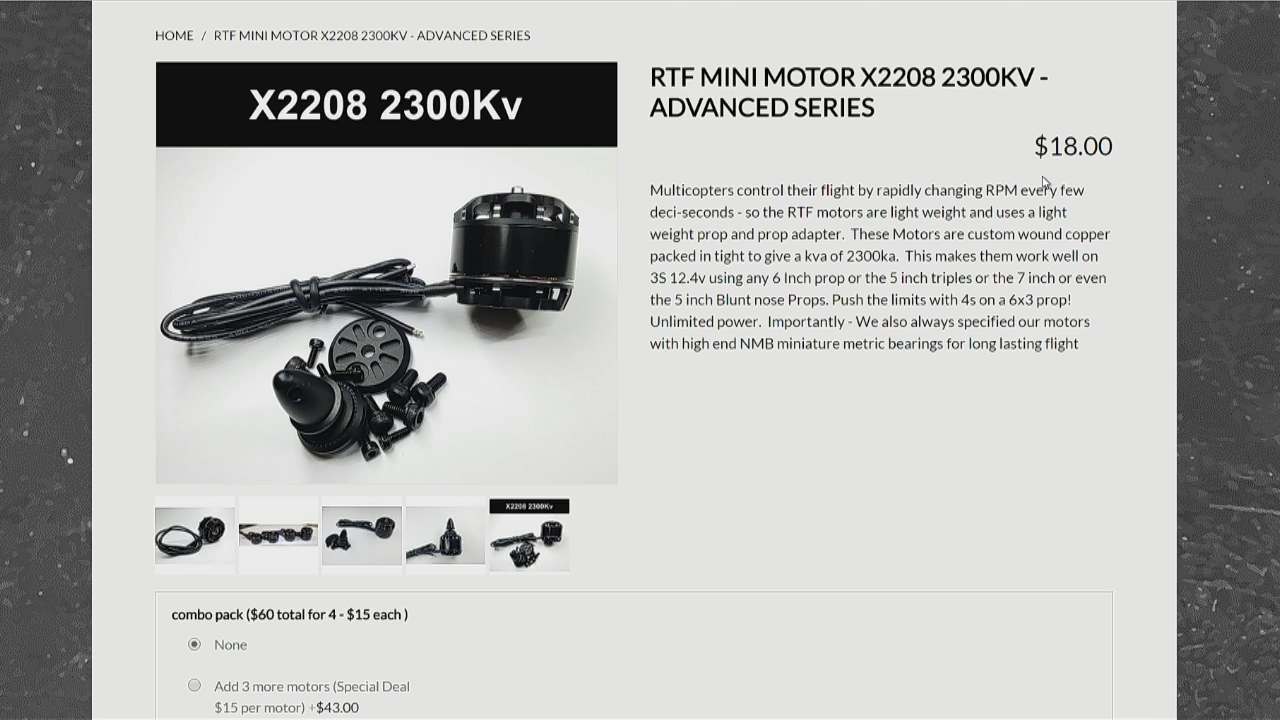 HOME / RTF MINI MOTOR X2208 2300KV - ADVANCED SERIES
X2208 2300Kv
RTF MINI MOTOR X2208 2300KV -
ADVANCED SERIES
$18.00
Multicopters control their flight by rapidly changing RPM every few
deci-seconds - so the RTF motors are light weight and uses a light
weight prop and prop adapter. These Motors are custom wound copper
packed in tight to give a kva of 2300ka. This makes them work well on
3S 12.4v using any 6 Inch prop or the 5 inch triples or the 7 inch or even
the 5 inch Blunt nose Props. Push the limits with 4s on a 6x3 prop!
Unlimited power. Importantly - We also always specified our motors
with high end NMB miniature metric bearings for long lasting flight
X2208 2300Kv
combo pack ($60 total for 4 - $15 each )
None
Add 3 more motors (Special Deal
$15 per motor) +$43.00